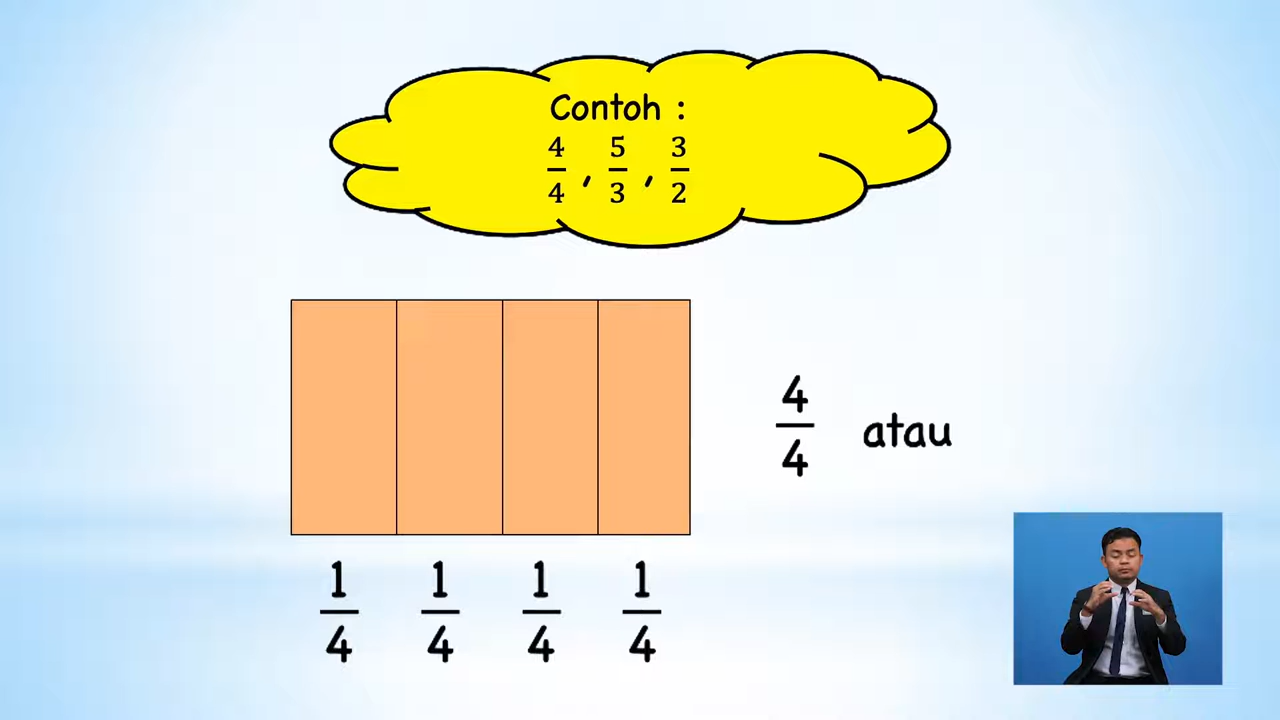 Contoh :
4/4 , 5/3 , 3/2
4/4 atau
1/4 1/4 1/4 1/4